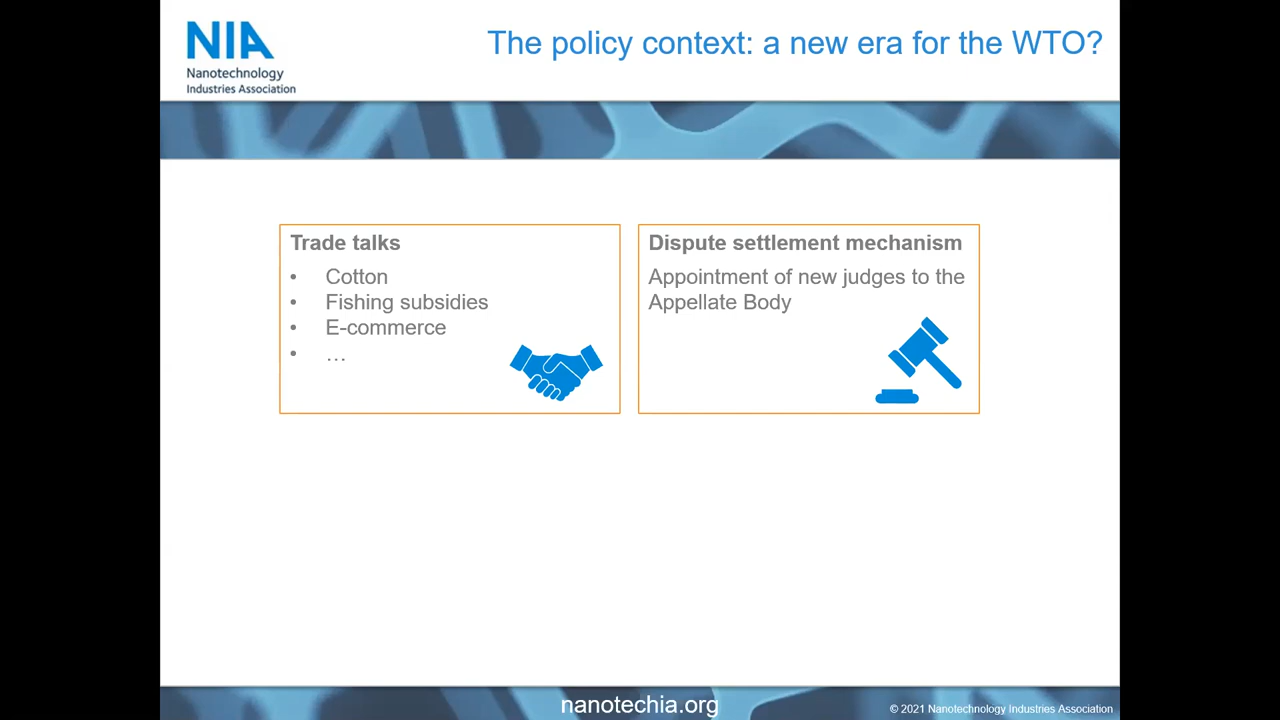 NIA
Nanotechnology
Industries Association
The policy context: a new era for the WTO?
Trade talks
• Cotton
• Fishing subsidies
• E-commerce
• …
Dispute settlement mechanism
Appointment of new judges to the
Appellate Body
nanotechia.org
© 2021 Nanotechnology Industries Association